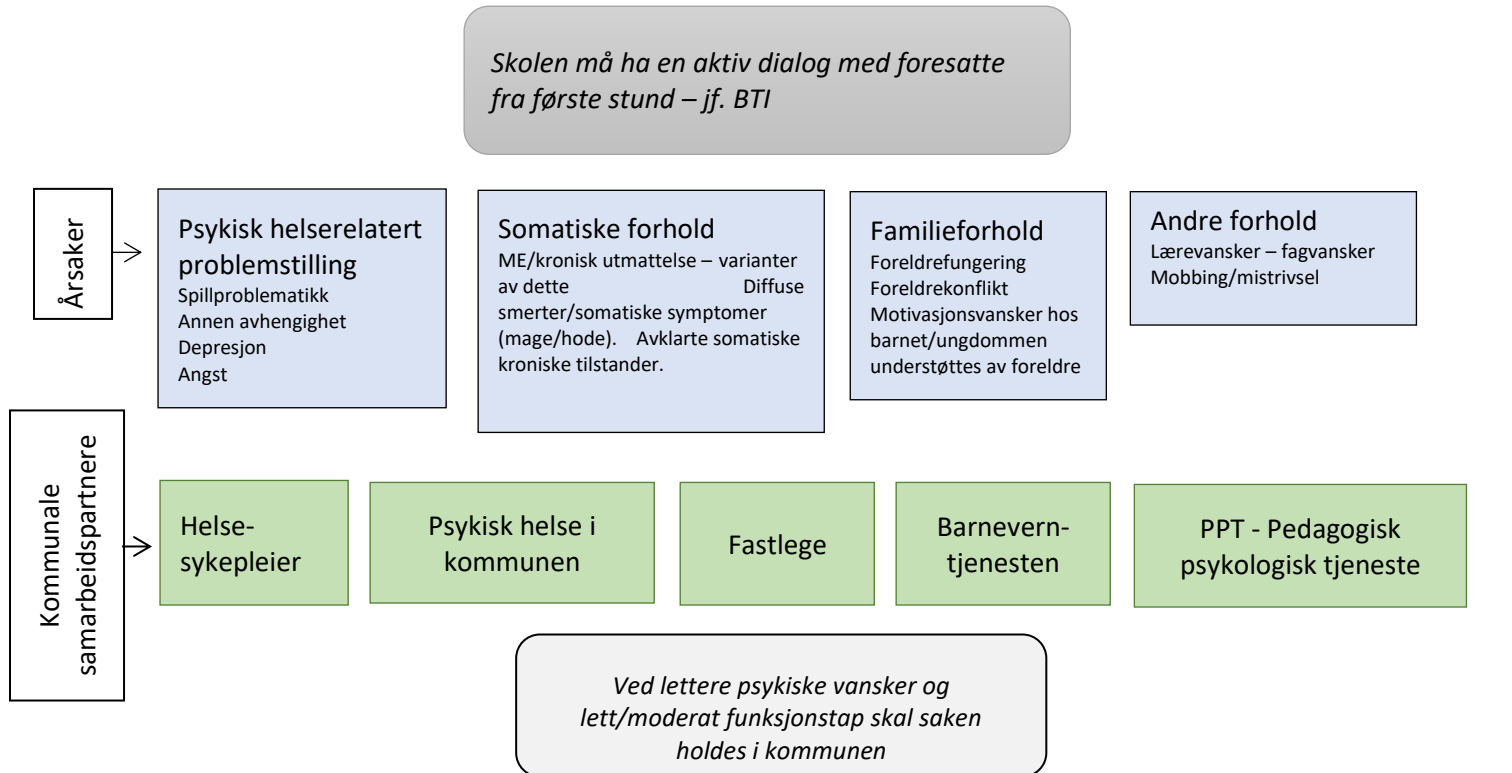 Skolen må ha en aktiv dialog med foresatte
fra første stund – jf. BTI
Årsaker
Psykisk helserelatert
problemstilling
Spillproblematikk
Annen avhengighet
Depresjon
Angst
Somatiske forhold
ME/kronisk utmattelse – varianter
av dette Diffuse
smerter/somatiske symptomer
(mage/hode). Avklarte somatiske
kroniske tilstander.
Familieforhold
Foreldrefungering
Foreldrekonflikt
Motivasjonsvansker hos
barnet/ungdommen
understøttes av foreldre
Andre forhold
Lærevansker – fagvansker
Mobbing/mistrivsel
Kommunale
samarbeidspartnere
Helse-
sykepleier
Psykisk helse i
kommunen
Fastlege
Barnevern-
tjenesten
PPT - Pedagogisk
psykologisk tjeneste
Ved lettere psykiske vansker og
lett/moderat funksjonstap skal saken
holdes i kommunen